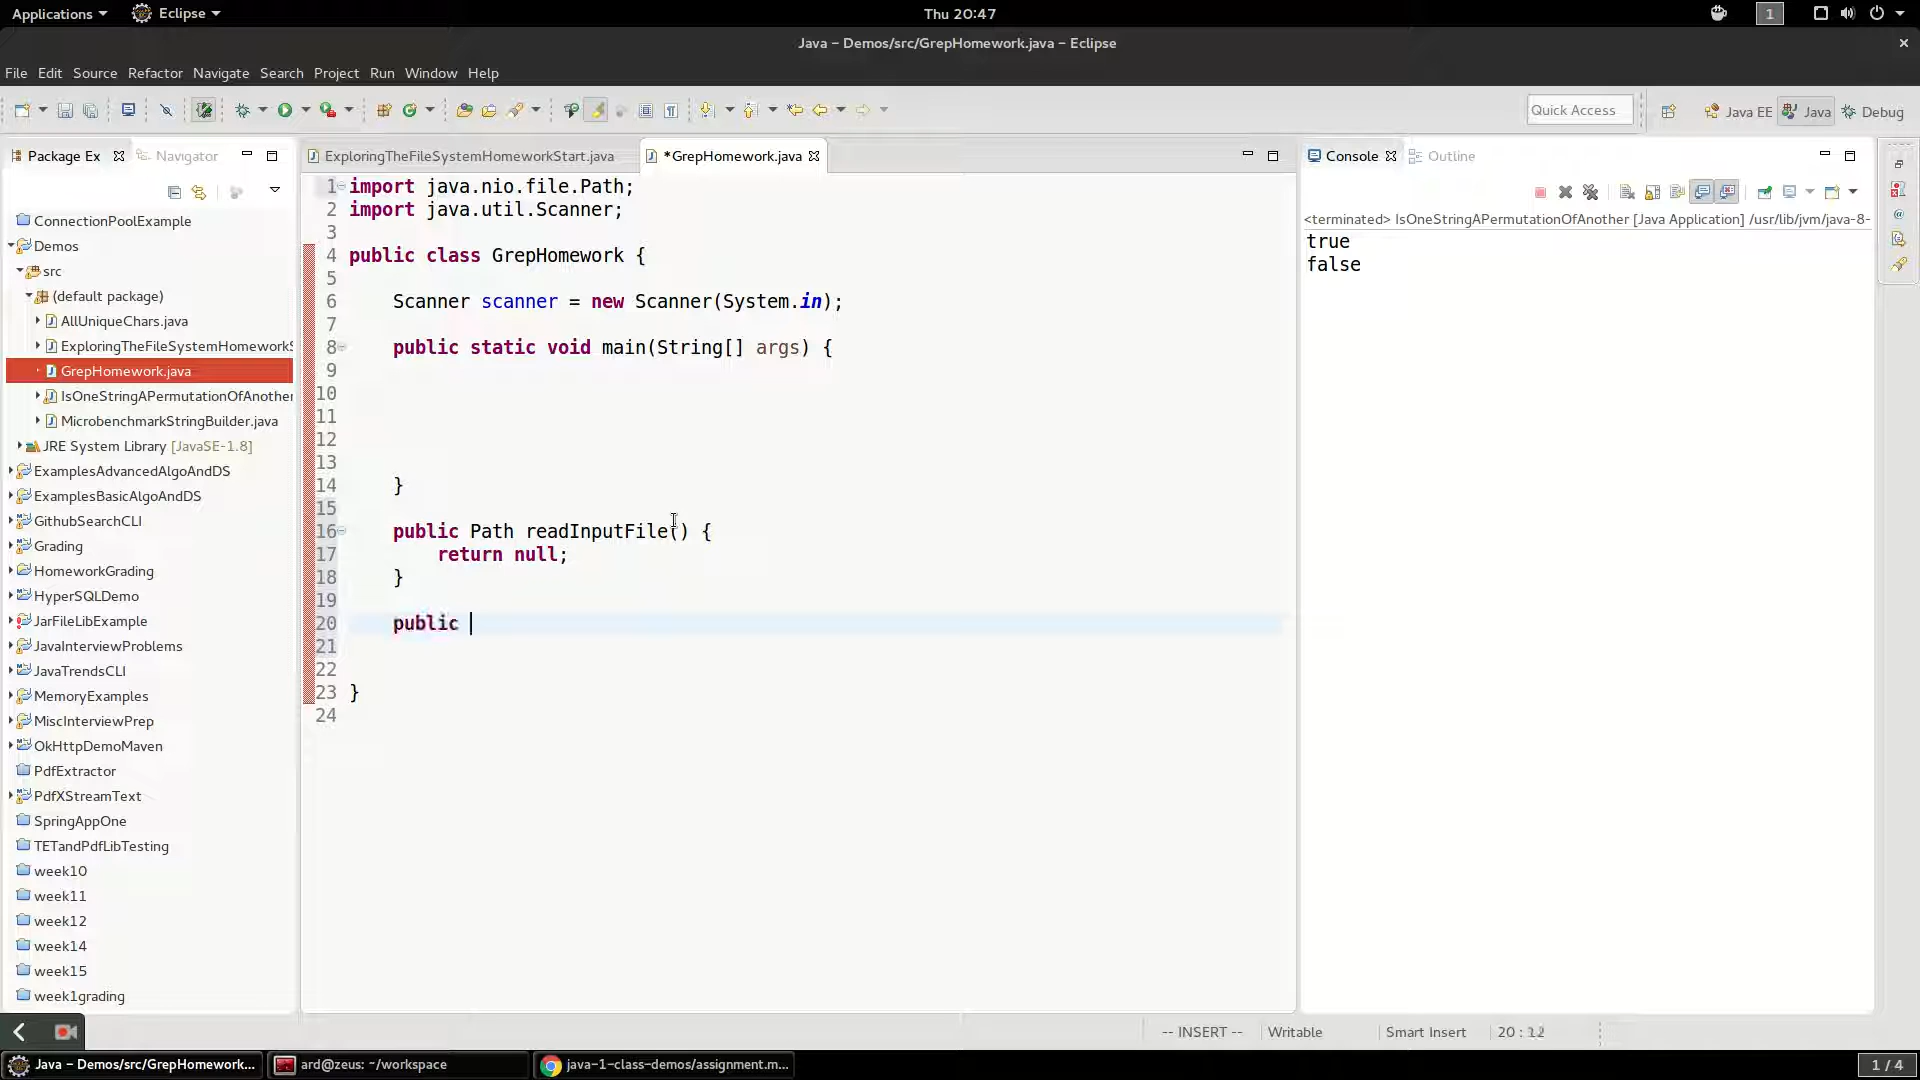 Applications Eclipse Thu 20:47 1
Java – Demos/src/GrepHomework.java – Eclipse
File Edit Source Refactor Navigate Search Project Run Window Help
Quick Access Java EE Java Debug
Package Ex Navigator
ExploringTheFileSystemHomeworkStart.java *GrepHomework.java
Console Outline
ConnectionPoolExample
Demos
src
(default package)
AllUniqueChars.java
ExploringTheFileSystemHomeworkS
GrepHomework.java
IsOneStringAPermutationOfAnother
MicrobenchmarkStringBuilder.java
JRE System Library [JavaSE-1.8]
ExamplesAdvancedAlgoAndDS
ExamplesBasicAlgoAndDS
GithubSearchCLI
Grading
HomeworkGrading
HyperSQLDemo
JarFileLibExample
JavaInterviewProblems
JavaTrendsCLI
MemoryExamples
MiscInterviewPrep
OkHttpDemoMaven
PdfExtractor
PdfXStreamText
SpringAppOne
TETandPdfLibTesting
week10
week11
week12
week14
week15
week1grading
1 import java.nio.file.Path;
2 import java.util.Scanner;
3
4 public class GrepHomework {
5
6 Scanner scanner = new Scanner(System.in);
7
8 public static void main(String[] args) {
9
10
11
12
13
14 }
15
16 public Path readInputFile() {
17 return null;
18 }
19
20 public
21
22
23 }
24
<terminated> IsOneStringAPermutationOfAnother [Java Application] /usr/lib/jvm/java-8-
true
false
-- INSERT -- Writable Smart Insert 20 : 12
Java – Demos/src/GrepHomework... ard@zeus: ~/workspace java-1-class-demos/assignment.m... 1 / 4